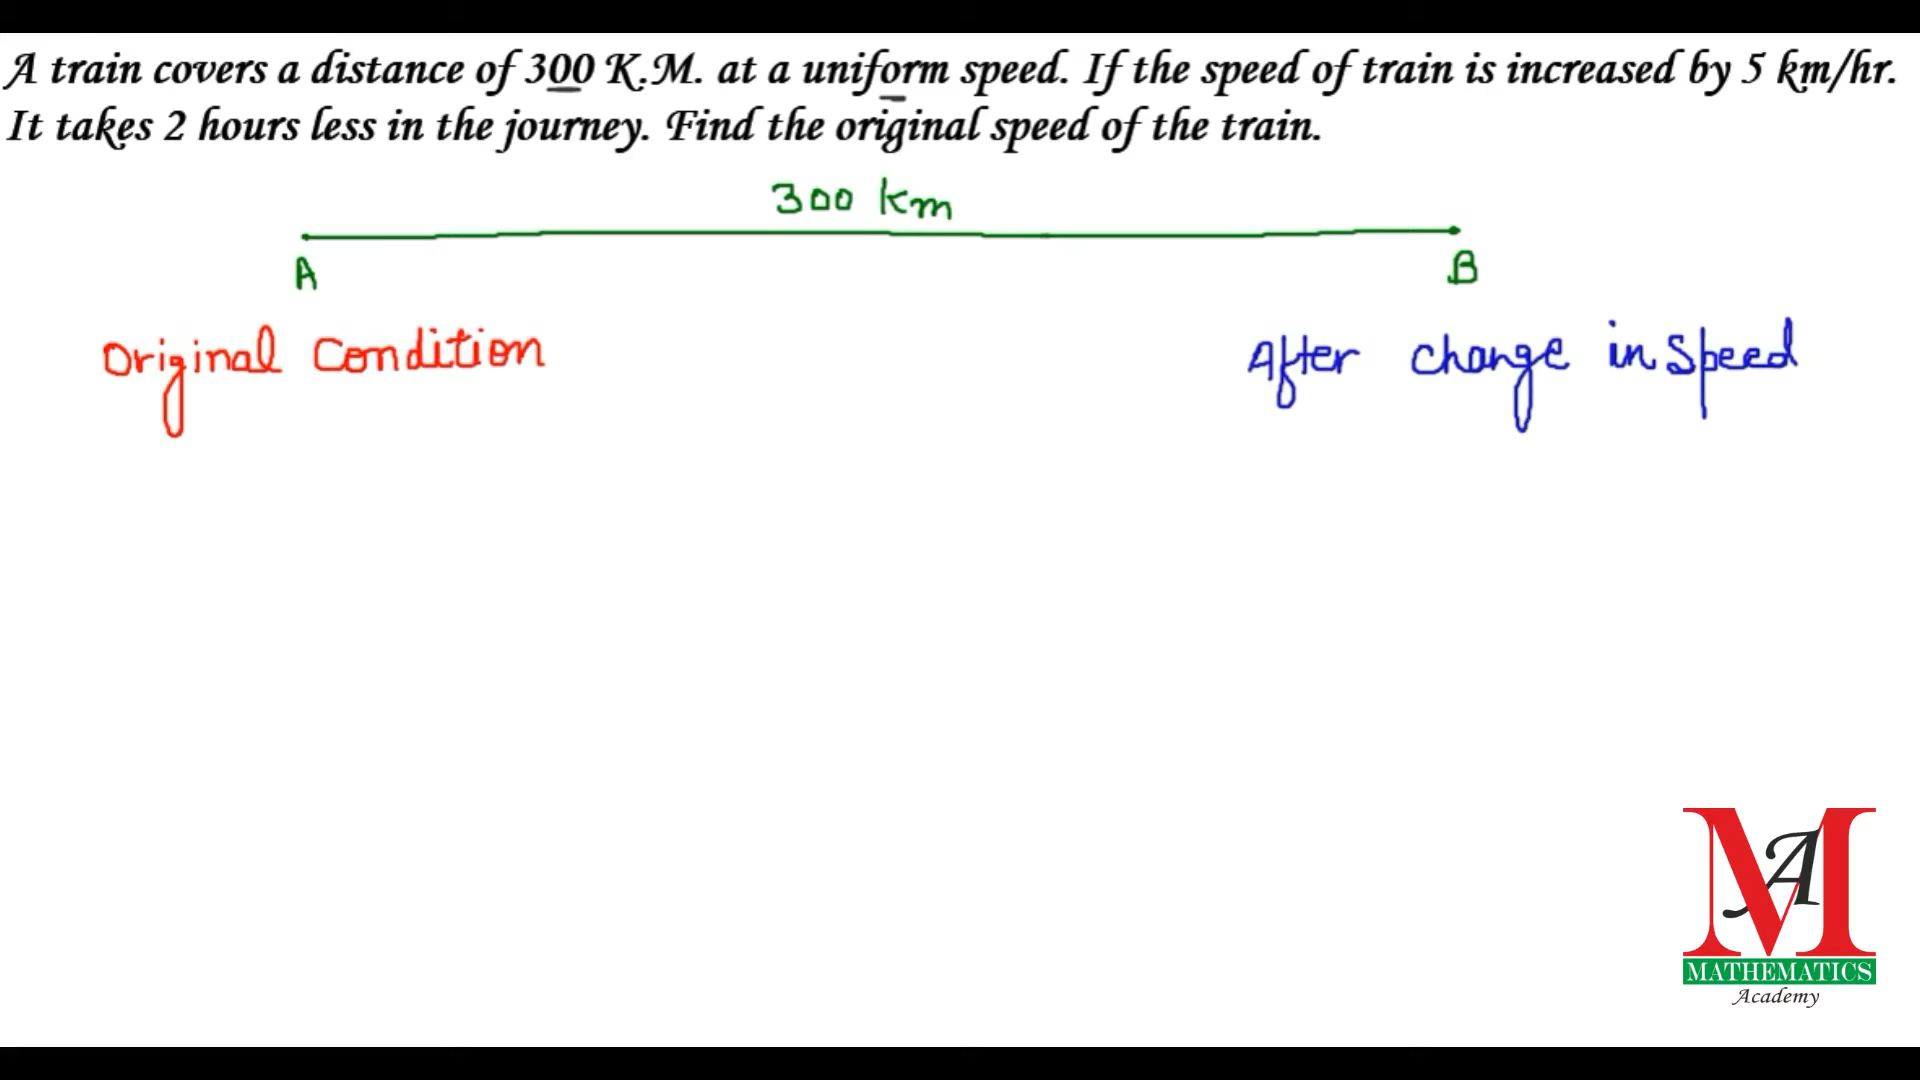 A train covers a distance of 300 K.M. at a uniform speed. If the speed of train is increased by 5 km/hr.
It takes 2 hours less in the journey. Find the original speed of the train.
300 Km
A
B
Original Condition
After change in Speed
MA
MATHEMATICS
Academy